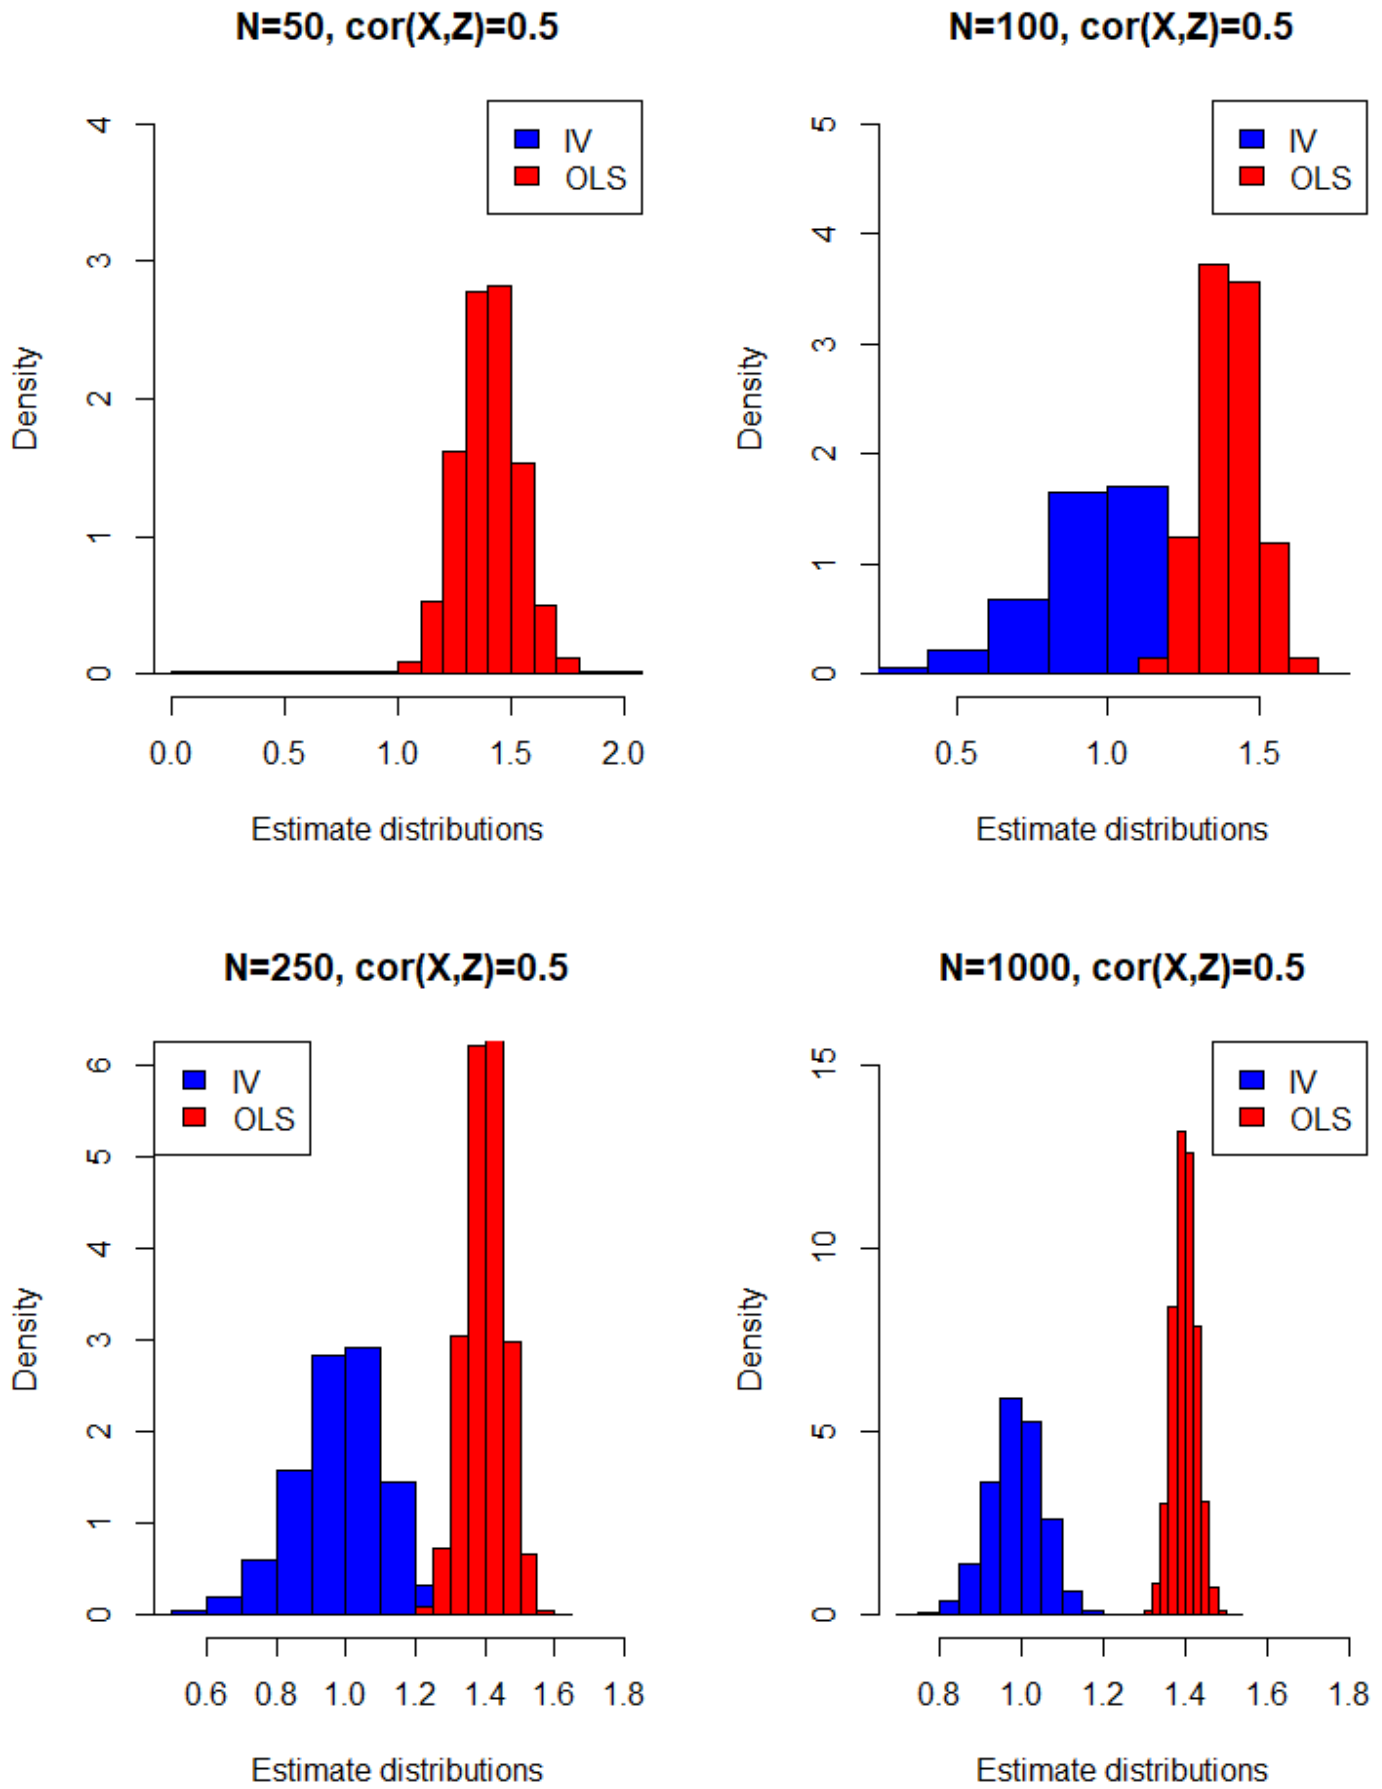 N=50, cor(X,Z)=0.5
IV
OLS
Density
0
1
2
3
4
0.0 0.5 1.0 1.5 2.0
Estimate distributions
N=100, cor(X,Z)=0.5
IV
OLS
Density
0
1
2
3
4
5
0.5 1.0 1.5
Estimate distributions
N=250, cor(X,Z)=0.5
IV
OLS
Density
0
1
2
3
4
5
6
0.6 0.8 1.0 1.2 1.4 1.6 1.8
Estimate distributions
N=1000, cor(X,Z)=0.5
IV
OLS
Density
0
5
10
15
0.8 1.0 1.2 1.4 1.6 1.8
Estimate distributions